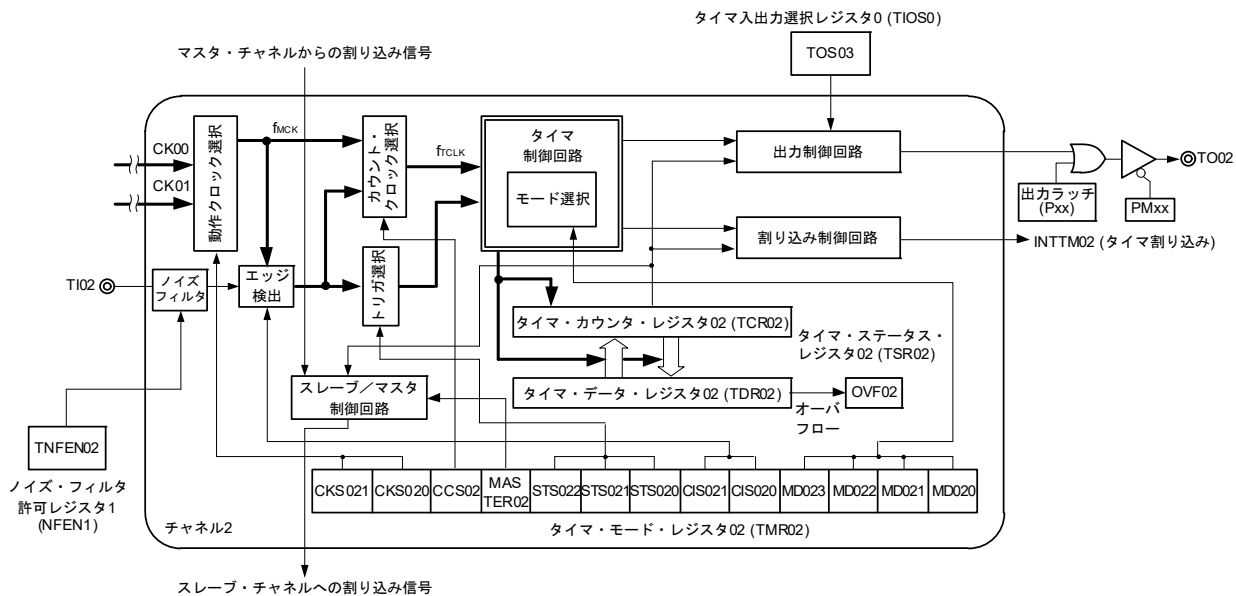 タイマ入出力選択レジスタ0 (TIOS0)
TOS03
マスタ・チャネルからの割り込み信号
CK00
CK01
動作クロック選択
fMCK
カウント・
クロック選択
fTCLK
タイマ
制御回路
モード選択
出力制御回路
TO02
出力ラッチ
(Pxx)
PMxx
割り込み制御回路
INTTM02 (タイマ割り込み)
TI02
ノイズ
フィルタ
エッジ
検出
トリガ選択
タイマ・カウンタ・レジスタ02 (TCR02)
タイマ・ステータス・
レジスタ02 (TSR02)
スレーブ／マスタ
制御回路
タイマ・データ・レジスタ02 (TDR02)
オーバ
フロー
OVF02
TNFEN02
ノイズ・フィルタ
許可レジスタ1
(NFEN1)
CKS021
CKS020
CCS02
MAS
TER02
STS022
STS021
STS020
CIS021
CIS020
MD023
MD022
MD021
MD020
チャネル2
タイマ・モード・レジスタ02 (TMR02)
スレーブ・チャネルへの割り込み信号